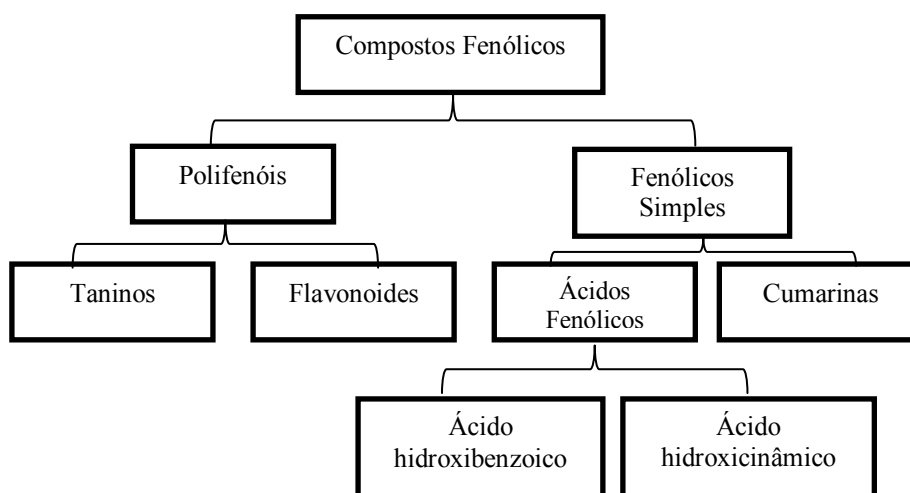 Compostos Fenólicos
Polifenóis
Fenólicos
Simples
Taninos
Flavonoides
Ácidos
Fenólicos
Cumarinas
Ácido
hidroxibenzoico
Ácido
hidroxicinâmico